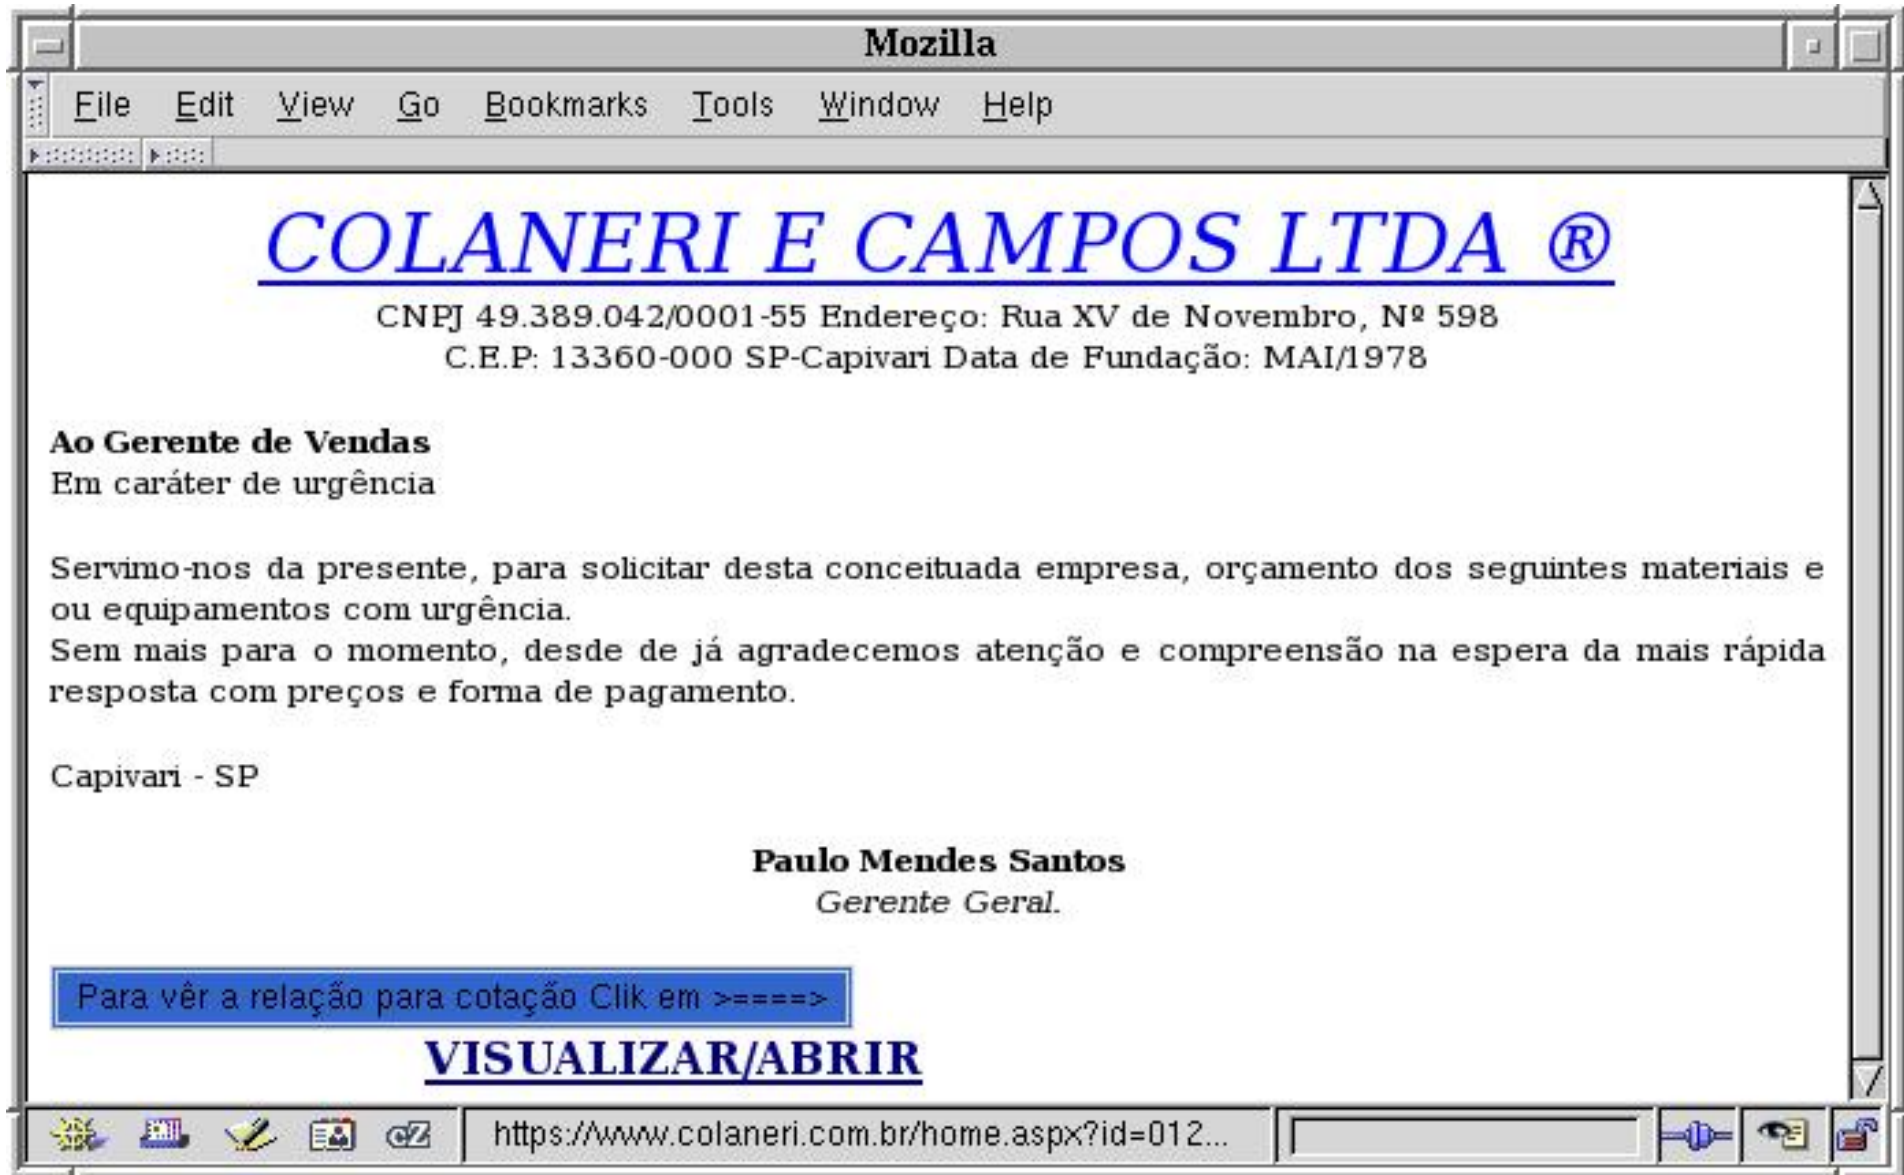 Mozilla
File Edit View Go Bookmarks Tools Window Help
COLANERI E CAMPOS LTDA ®
CNPJ 49.389.042/0001-55 Endereço: Rua XV de Novembro, Nº 598
C.E.P: 13360-000 SP-Capivari Data de Fundação: MAI/1978
Ao Gerente de Vendas
Em caráter de urgência
Servimo-nos da presente, para solicitar desta conceituada empresa, orçamento dos seguintes materiais e
ou equipamentos com urgência.
Sem mais para o momento, desde de já agradecemos atenção e compreensão na espera da mais rápida
resposta com preços e forma de pagamento.
Capivari - SP
Paulo Mendes Santos
Gerente Geral.
Para vêr a relação para cotação Clik em >====>
VISUALIZAR/ABRIR
cZ https://www.colaneri.com.br/home.aspx?id=012...